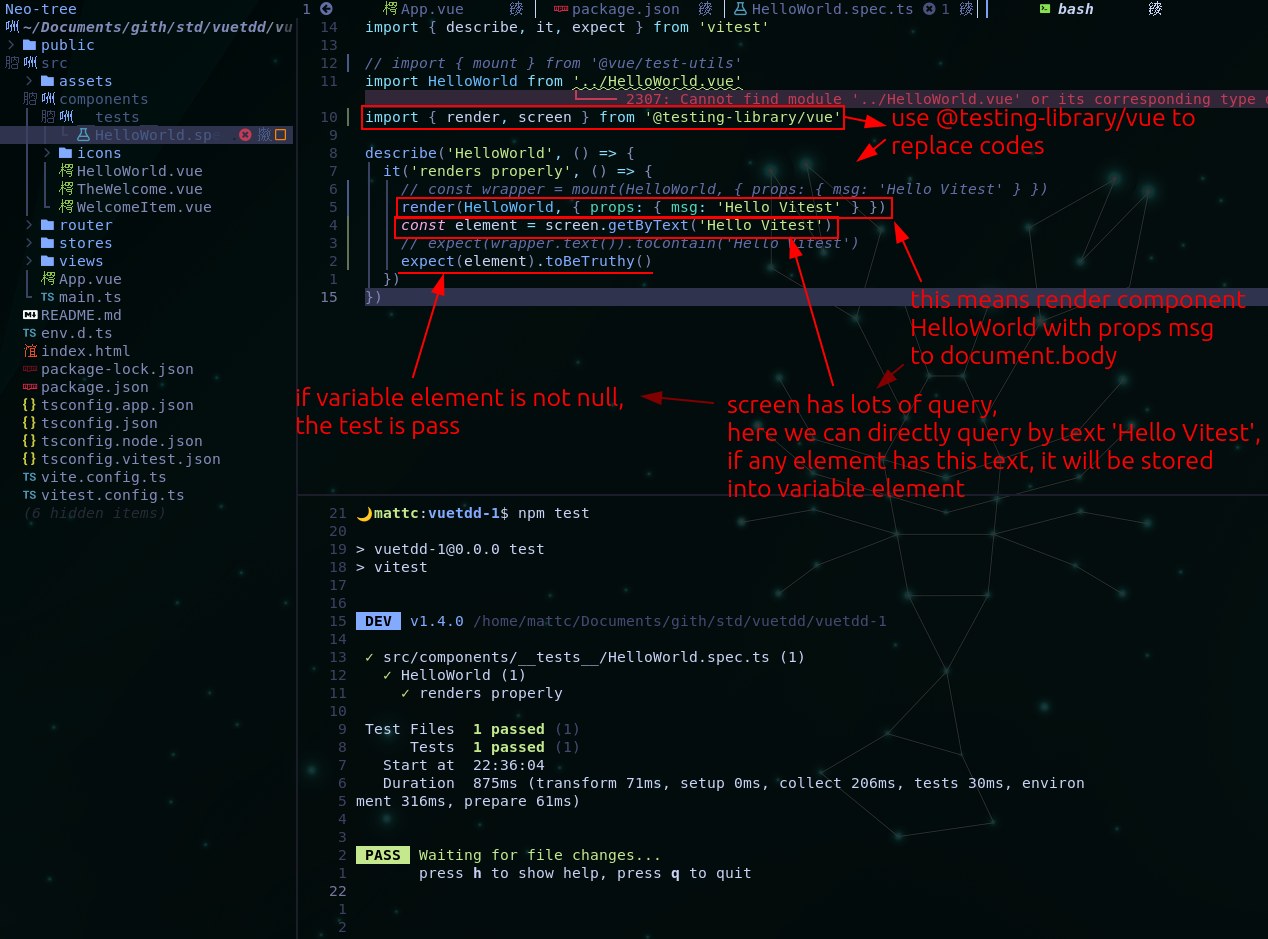 Neo-tree
~/Documents/gith/std/vuetdd/vu
public
src
assets
components
__tests__
HelloWorld.spe
icons
HelloWorld.vue
TheWelcome.vue
WelcomeItem.vue
router
stores
views
App.vue
TS main.ts
README.md
TS env.d.ts
index.html
package-lock.json
package.json
{} tsconfig.app.json
{} tsconfig.json
{} tsconfig.node.json
{} tsconfig.vitest.json
TS vite.config.ts
TS vitest.config.ts
(6 hidden items)
1 App.vue package.json HelloWorld.spec.ts 1 bash
14 import { describe, it, expect } from 'vitest'
13
12 // import { mount } from '@vue/test-utils'
11 import HelloWorld from '../HelloWorld.vue'
2307: Cannot find module '../HelloWorld.vue' or its corresponding type
10 import { render, screen } from '@testing-library/vue'
9
8 describe('HelloWorld', () => {
7 it('renders properly', () => {
6 // const wrapper = mount(HelloWorld, { props: { msg: 'Hello Vitest' } })
5 render(HelloWorld, { props: { msg: 'Hello Vitest' } })
4 const element = screen.getByText('Hello Vitest')
3 // expect(wrapper.text()).toContain('Hello Vitest')
2 expect(element).toBeTruthy()
1 })
15 })
use @testing-library/vue to
replace codes
this means render component
HelloWorld with props msg
to document.body
if variable element is not null,
the test is pass
screen has lots of query,
here we can directly query by text 'Hello Vitest',
if any element has this text, it will be stored
into variable element
21 mattc:vuetdd-1$ npm test
20
19 > vuetdd-1@0.0.0 test
18 > vitest
17
16
15 DEV v1.4.0 /home/mattc/Documents/gith/std/vuetdd/vuetdd-1
14
13 ✓ src/components/__tests__/HelloWorld.spec.ts (1)
12 ✓ HelloWorld (1)
11 ✓ renders properly
10
9 Test Files 1 passed (1)
8 Tests 1 passed (1)
7 Start at 22:36:04
6 Duration 875ms (transform 71ms, setup 0ms, collect 206ms, tests 30ms, environ
5 ment 316ms, prepare 61ms)
4
3
2 PASS Waiting for file changes...
1 press h to show help, press q to quit
22
1
2